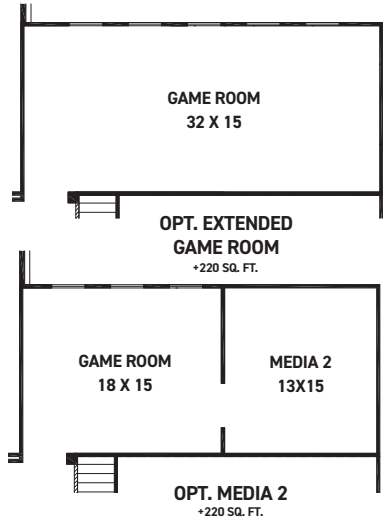 GAME ROOM
32 X 15
OPT. EXTENDED
GAME ROOM
+220 SQ. FT.
GAME ROOM
18 X 15
MEDIA 2
13X15
OPT. MEDIA 2
+220 SQ. FT.